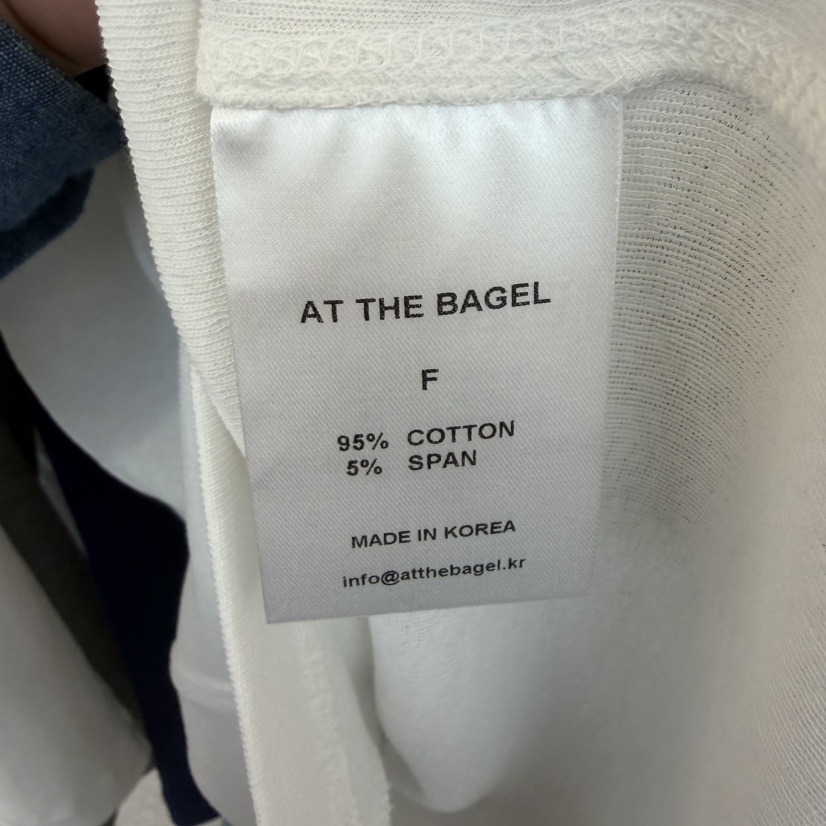 AT THE BAGEL
F
95% COTTON
5% SPAN
MADE IN KOREA
info@atthebagel.kr